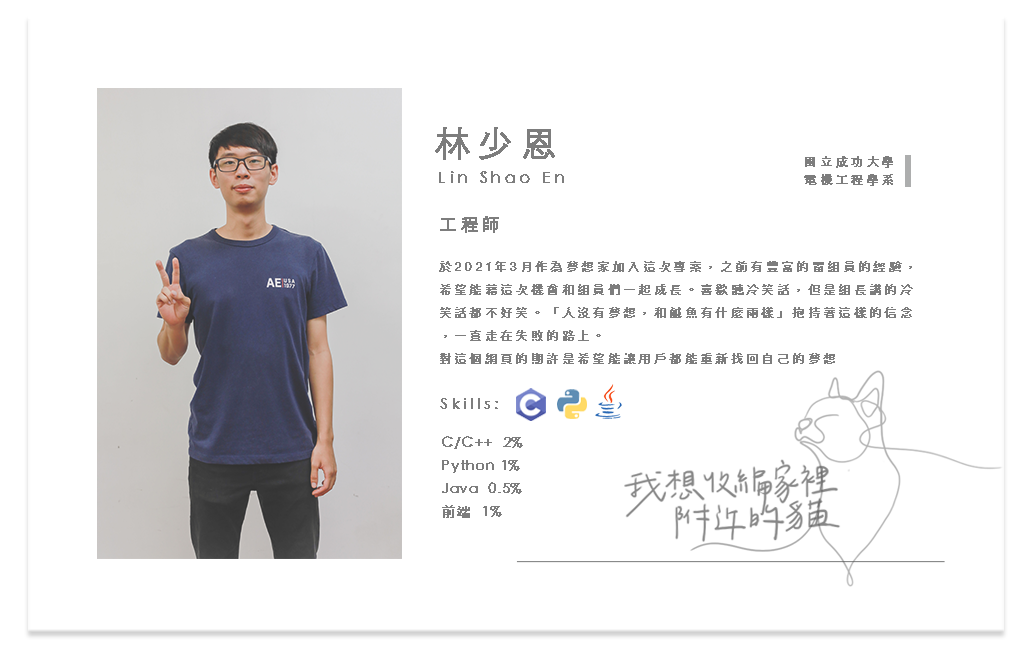 林少恩
Lin Shao En
國立成功大學
電機工程學系
工程師
於2021年3月作為夢想家加入這次專案，之前有豐富的雷組員的經驗，
希望能藉這次機會和組員們一起成長。喜歡聽冷笑話，但是組長講的冷
笑話都不好笑。「人沒有夢想，和鹹魚有什麼兩樣」抱持著這樣的信念
，一直走在失敗的路上。
對這個網頁的期許是希望能讓用戶都能重新找回自己的夢想
Skills:
C/C++ 2%
Python 1%
Java 0.5%
前端 1%
我想收編家裡
附近的貓
AE USA
1977